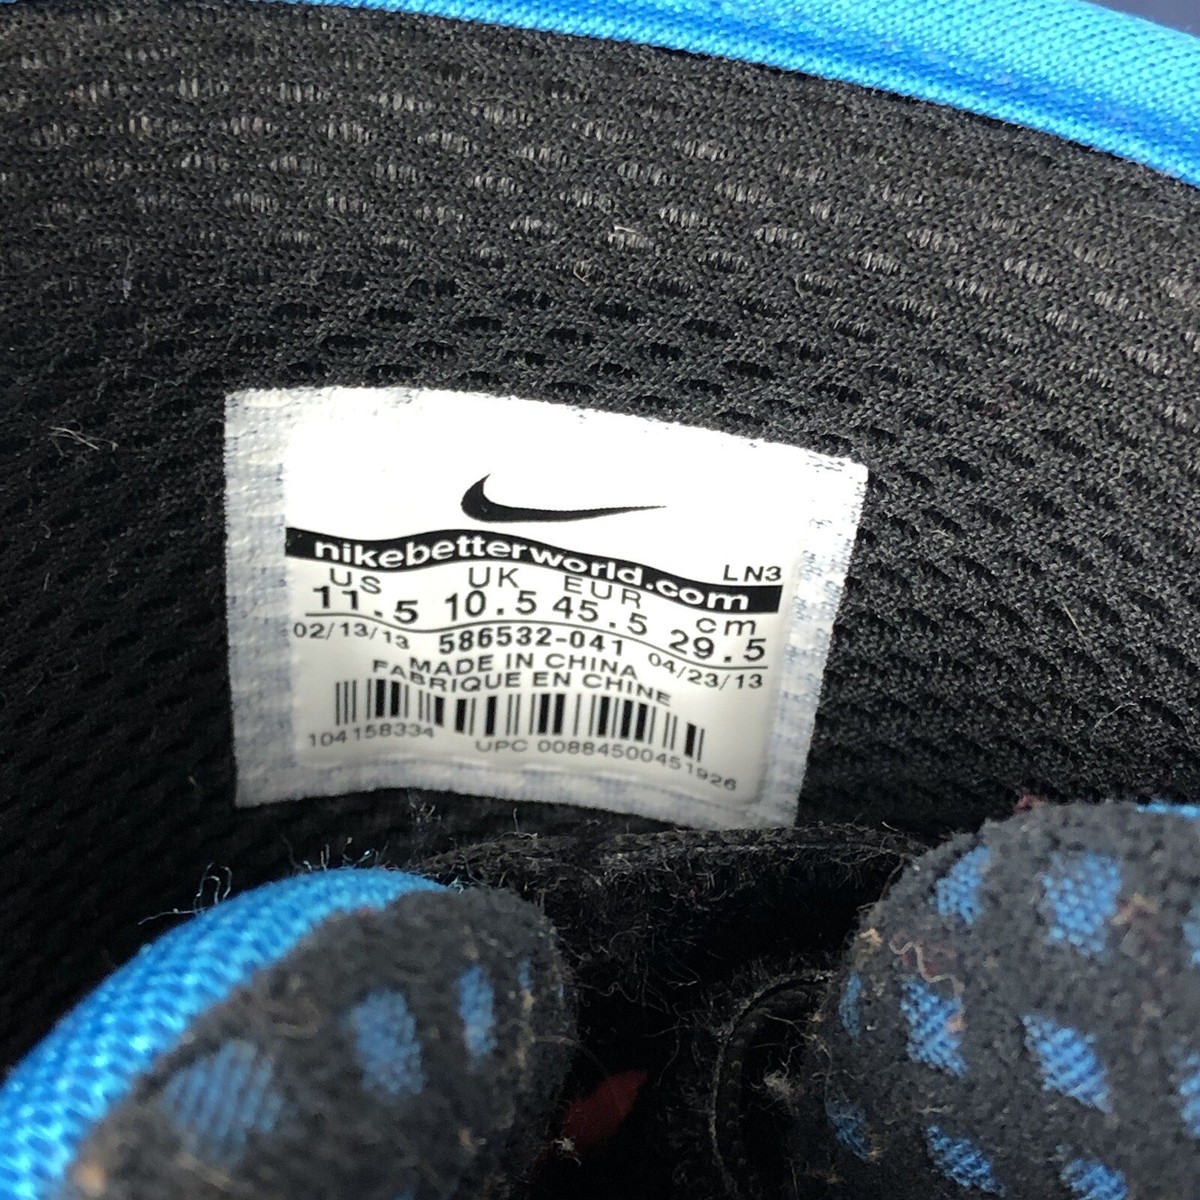 nikebetterworld.com
LN3
US UK EUR cm
11.5 10.5 45.5 29.5
02/13/13 586532-041 04/23/13
MADE IN CHINA
FABRIQUE EN CHINE
104158334 UPC 00884500451926